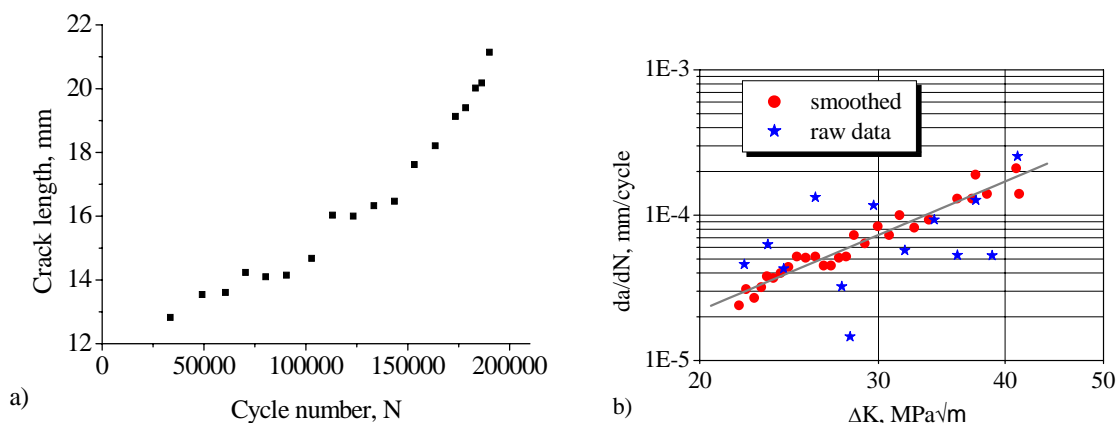 22
20
18
16
14
12
Crack length, mm
0
50000
100000
150000
200000
Cycle number, N
a)
1E-3
1E-4
1E-5
da/dN, mm/cycle
smoothed
raw data
20
30
40
50
ΔK, MPa√m
b)